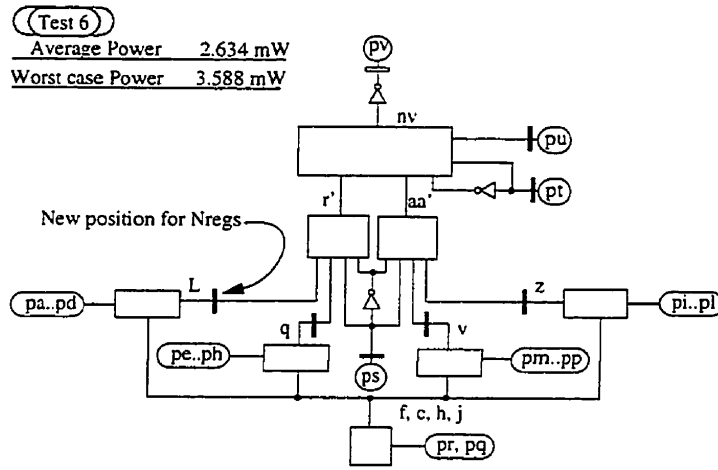 Test 6
Average Power 2.634 mW
Worst case Power 3.588 mW
pv
nv
pu
pt
r'
aa'
New position for Nregs
L
z
pa..pd
pi..pl
q
v
pe..ph
pm..pp
ps
f, c, h, j
pr, pq